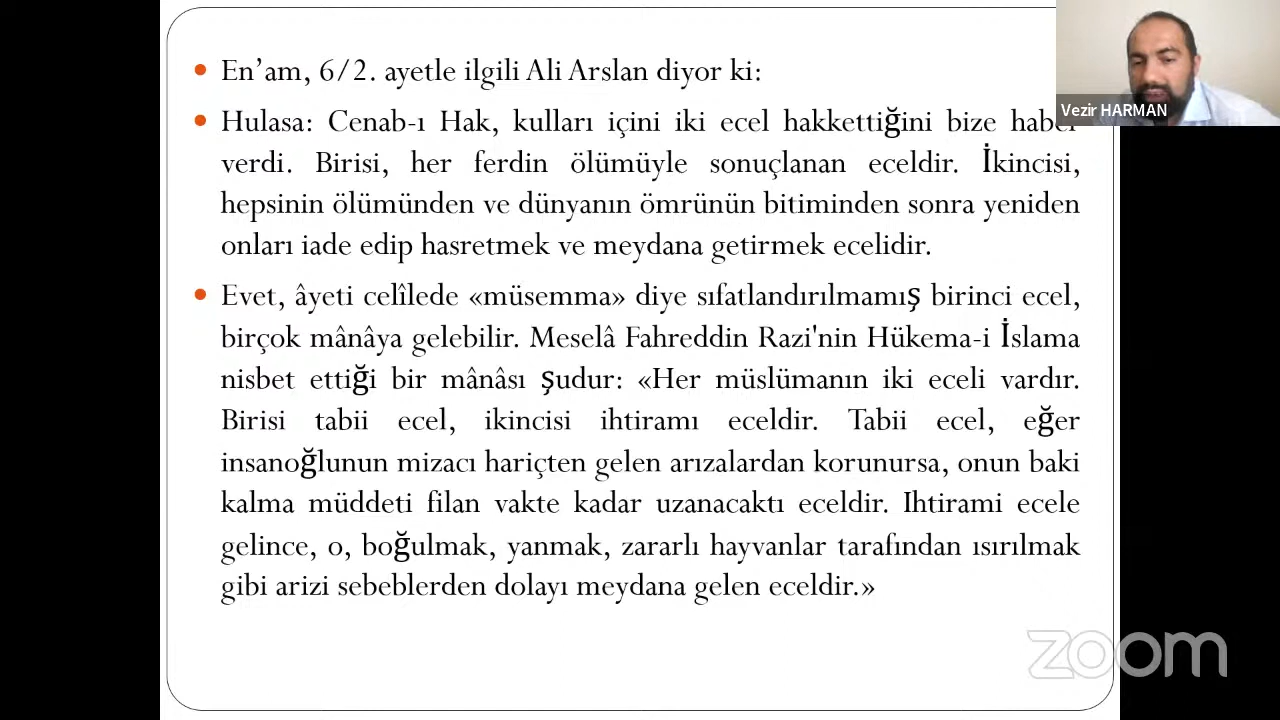 En’am, 6/2. ayetle ilgili Ali Arslan diyor ki:
Hulasa: Cenab-ı Hak, kulları içini iki ecel hakkettiğini bize haber
verdi. Birisi, her ferdin ölümüyle sonuçlanan eceldir. İkincisi,
hepsinin ölümünden ve dünyanın ömrünün bitiminden sonra yeniden
onları iade edip hasretmek ve meydana getirmek ecelidir.
Evet, âyeti celîlede «müsemma» diye sıfatlandırılmamış birinci ecel,
birçok mânâya gelebilir. Meselâ Fahreddin Razi'nin Hükema-i İslama
nisbet ettiği bir mânâsı şudur: «Her müslümanın iki eceli vardır.
Birisi tabii ecel, ikincisi ihtiramı eceldir. Tabii ecel, eğer
insanoğlunun mizacı hariçten gelen arızalardan korunursa, onun baki
kalma müddeti filan vakte kadar uzanacaktı eceldir. Ihtirami ecele
gelince, o, boğulmak, yanmak, zararlı hayvanlar tarafından ısırılmak
gibi arizi sebeblerden dolayı meydana gelen eceldir.»
Vezir HARMAN
zoom